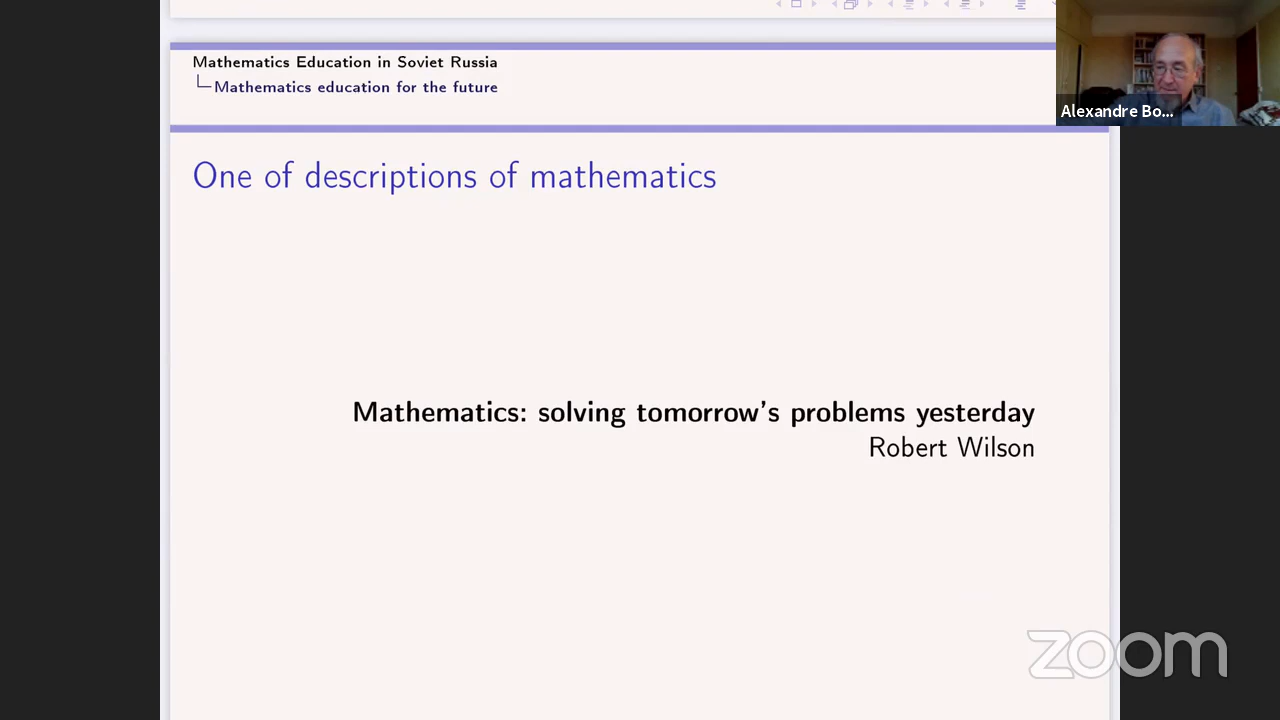 Mathematics Education in Soviet Russia
Mathematics education for the future
Alexandre Bo...
One of descriptions of mathematics
Mathematics: solving tomorrow's problems yesterday
Robert Wilson
zoom